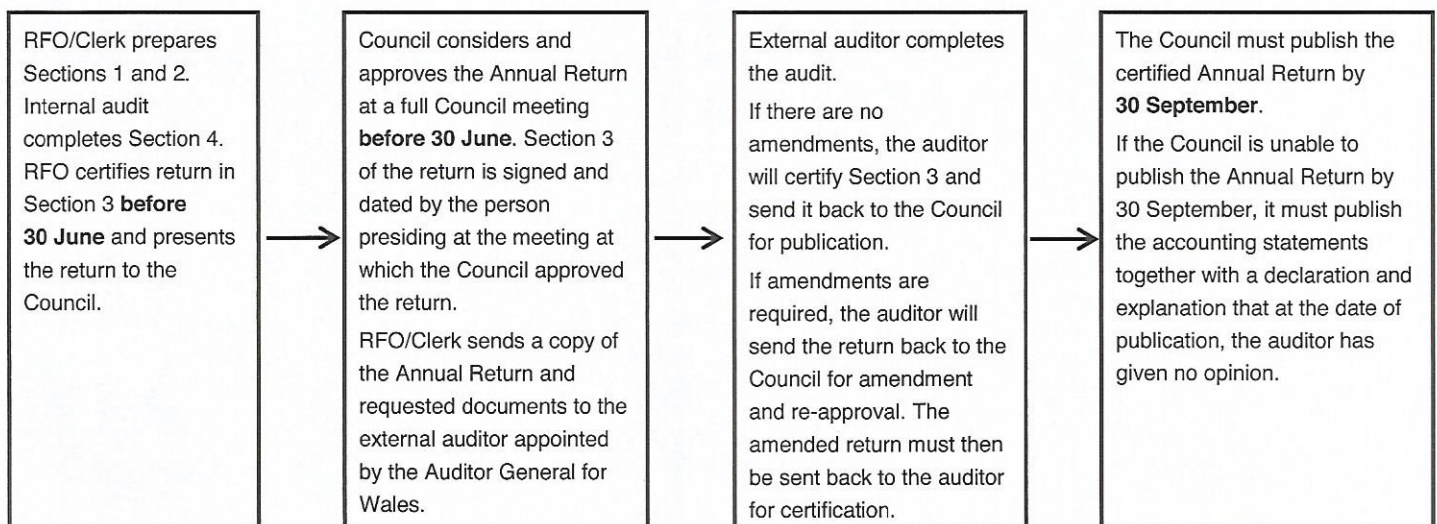 RFO/Clerk prepares
Sections 1 and 2.
Internal audit
completes Section 4.
RFO certifies return in
Section 3 before
30 June and presents
the return to the
Council.
Council considers and
approves the Annual Return
at a full Council meeting
before 30 June. Section 3
of the return is signed and
dated by the person
presiding at the meeting at
which the Council approved
the return.
RFO/Clerk sends a copy of
the Annual Return and
requested documents to the
external auditor appointed
by the Auditor General for
Wales.
External auditor completes
the audit.
If there are no
amendments, the auditor
will certify Section 3 and
send it back to the Council
for publication.
If amendments are
required, the auditor will
send the return back to the
Council for amendment
and re-approval. The
amended return must then
be sent back to the auditor
for certification.
The Council must publish the
certified Annual Return by
30 September.
If the Council is unable to
publish the Annual Return by
30 September, it must publish
the accounting statements
together with a declaration and
explanation that at the date of
publication, the auditor has
given no opinion.